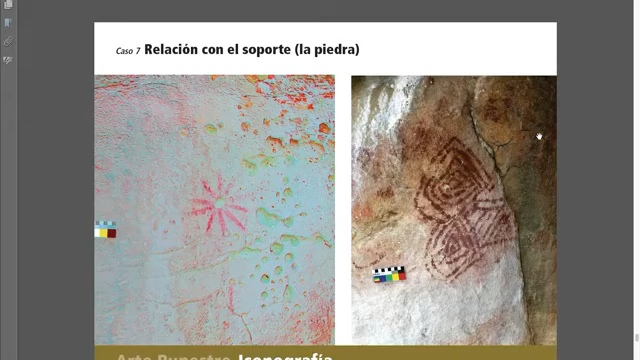 Caso 7 Relación con el soporte (la piedra)
Arte Rupestre Iconografía